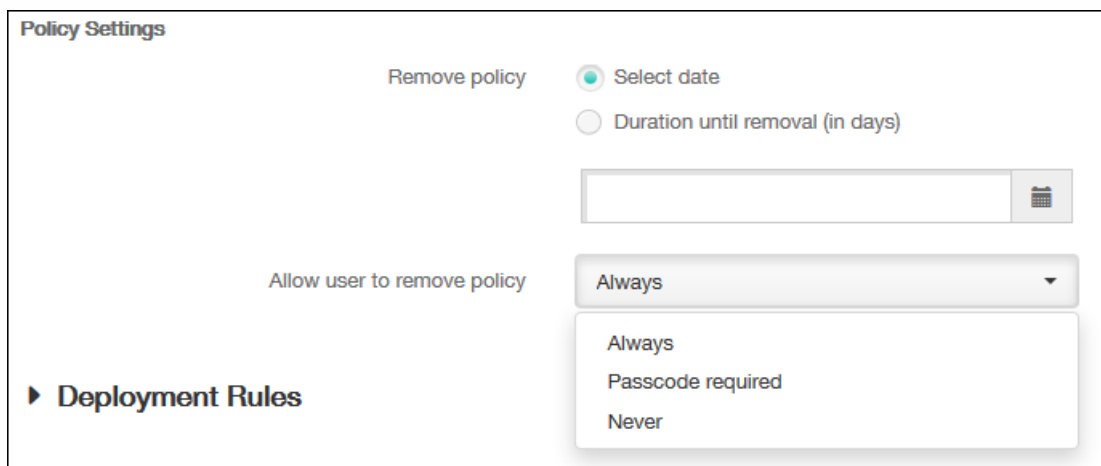 Policy Settings
Remove policy
Select date
Duration until removal (in days)
Allow user to remove policy
Always
Always
Passcode required
Never
Deployment Rules